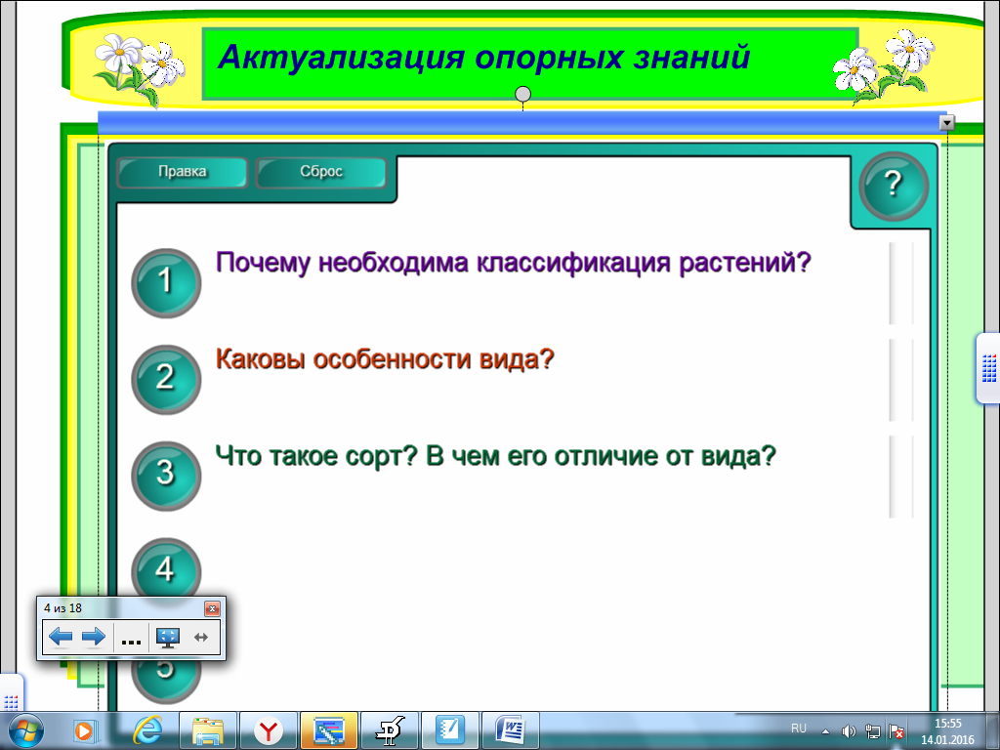 Актуализация опорных знаний
Правка
Сброс
?
1
Почему необходима классификация растений?
2
Каковы особенности вида?
3
Что такое сорт? В чем его отличие от вида?
4
4 из 18
...
5
RU
15:55
14.01.2016